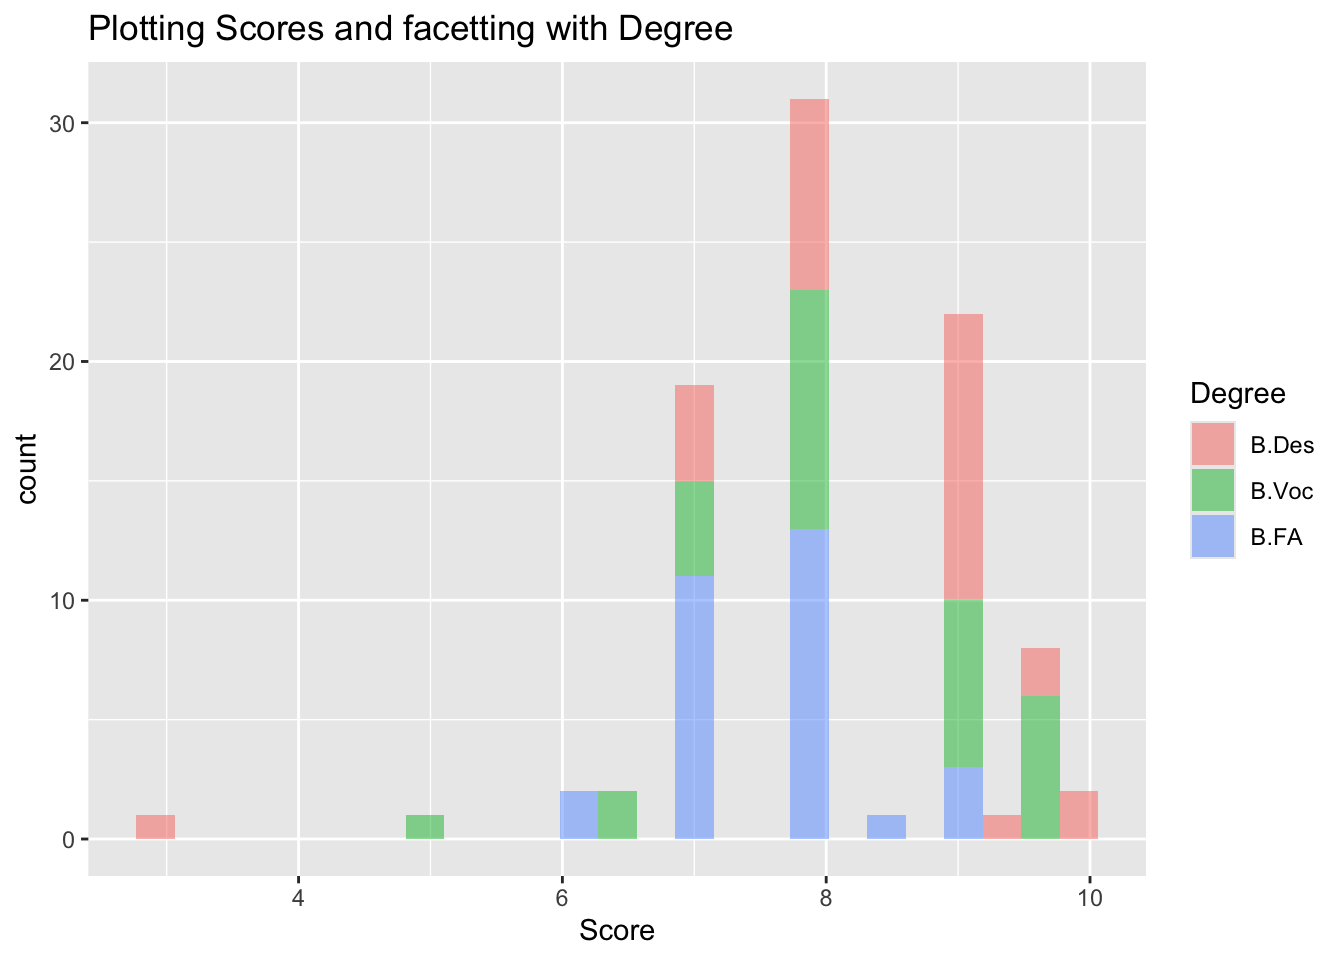 Plotting Scores and facetting with Degree
30
20
10
0
count
4 6 8 10
Score
Degree
B.Des
B.Voc
B.FA